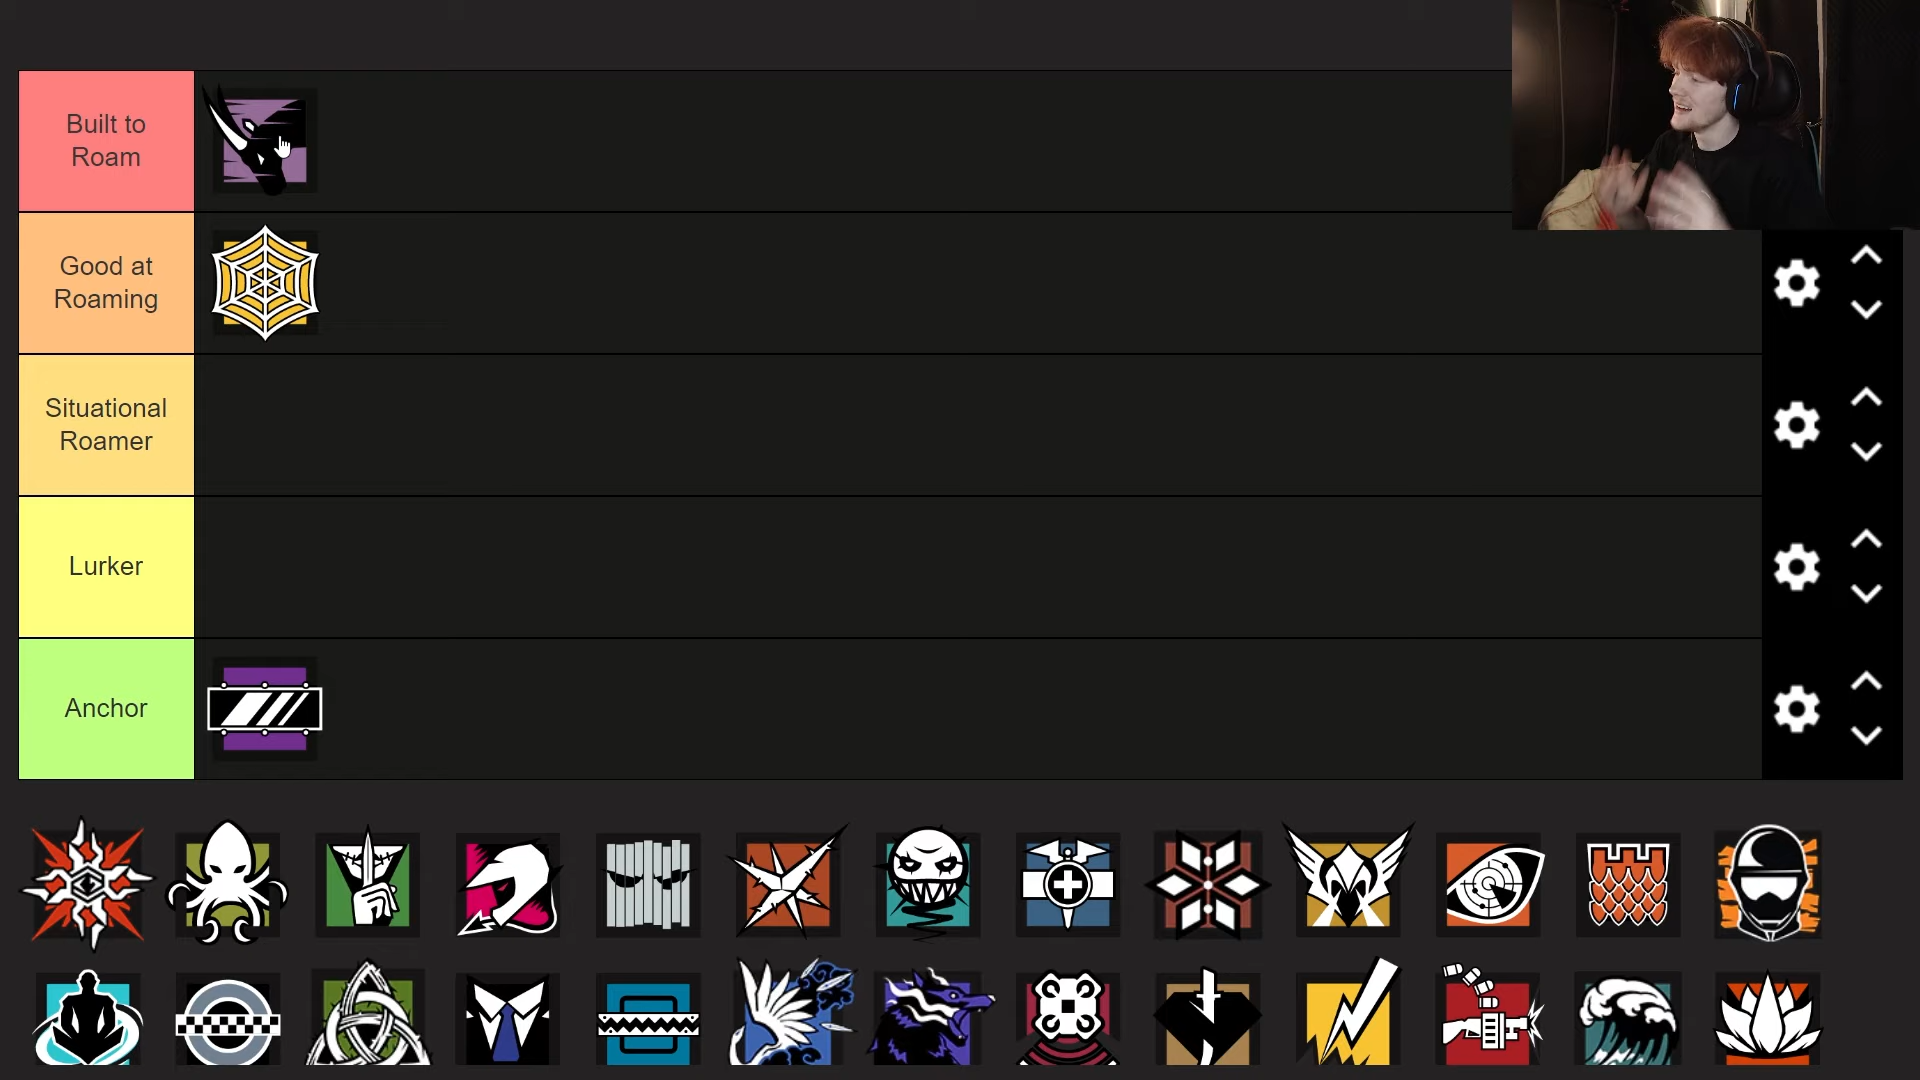 Built to
Roam
Good at
Roaming
Situational
Roamer
Lurker
Anchor